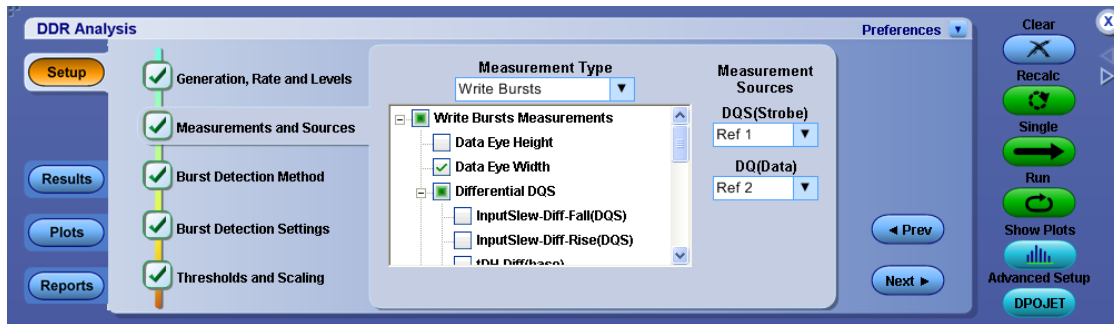 DDR Analysis
Preferences
Setup
Results
Plots
Reports
Generation, Rate and Levels
Measurements and Sources
Burst Detection Method
Burst Detection Settings
Thresholds and Scaling
Measurement Type
Write Bursts
Write Bursts Measurements
Data Eye Height
Data Eye Width
Differential DQS
InputSlew-Diff-Fall(DQS)
InputSlew-Diff-Rise(DQS)
tDH-Diff(base)
Measurement
Sources
DQS(Strobe)
Ref 1
DQ(Data)
Ref 2
◄ Prev
Next ►
Clear
X
Recalc
Single
Run
Show Plots
Advanced Setup
DPOJET